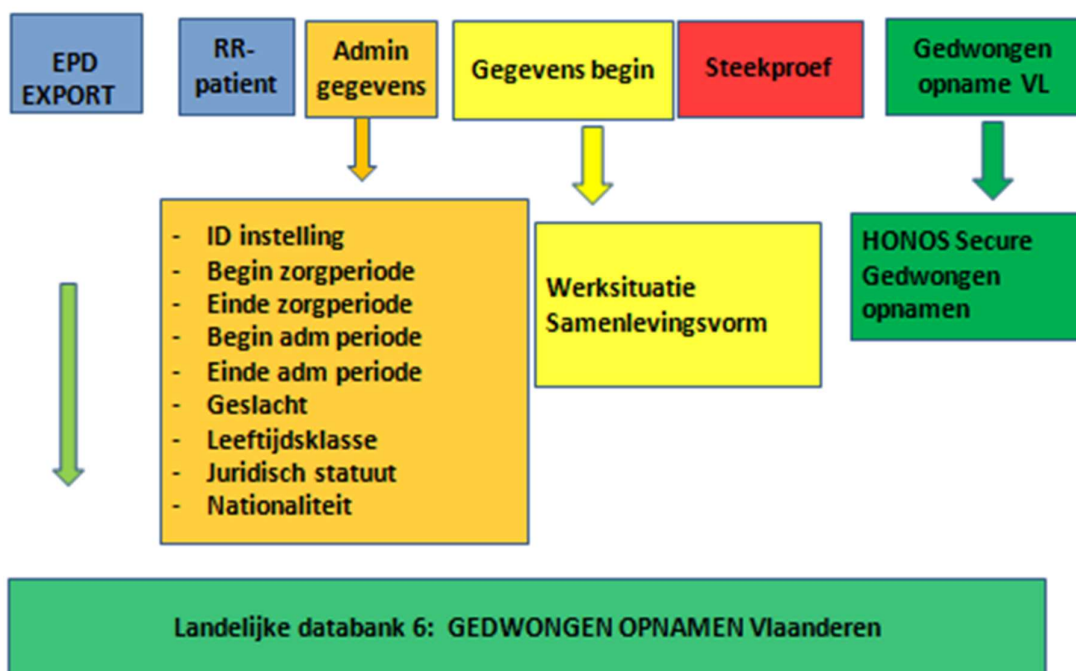 EPD
EXPORT
RR-
patient
Admin
gegevens
Gegevens begin
Steekproef
Gedwongen
opname VL
- ID instelling
- Begin zorgperiode
- Einde zorgperiode
- Begin adm periode
- Einde adm periode
- Geslacht
- Leeftijdsklasse
- Juridisch statuut
- Nationaliteit
Werksituatie
Samenlevingsvorm
HONOS Secure
Gedwongen
opnamen
Landelijke databank 6: GEDWONGEN OPNAMEN Vlaanderen